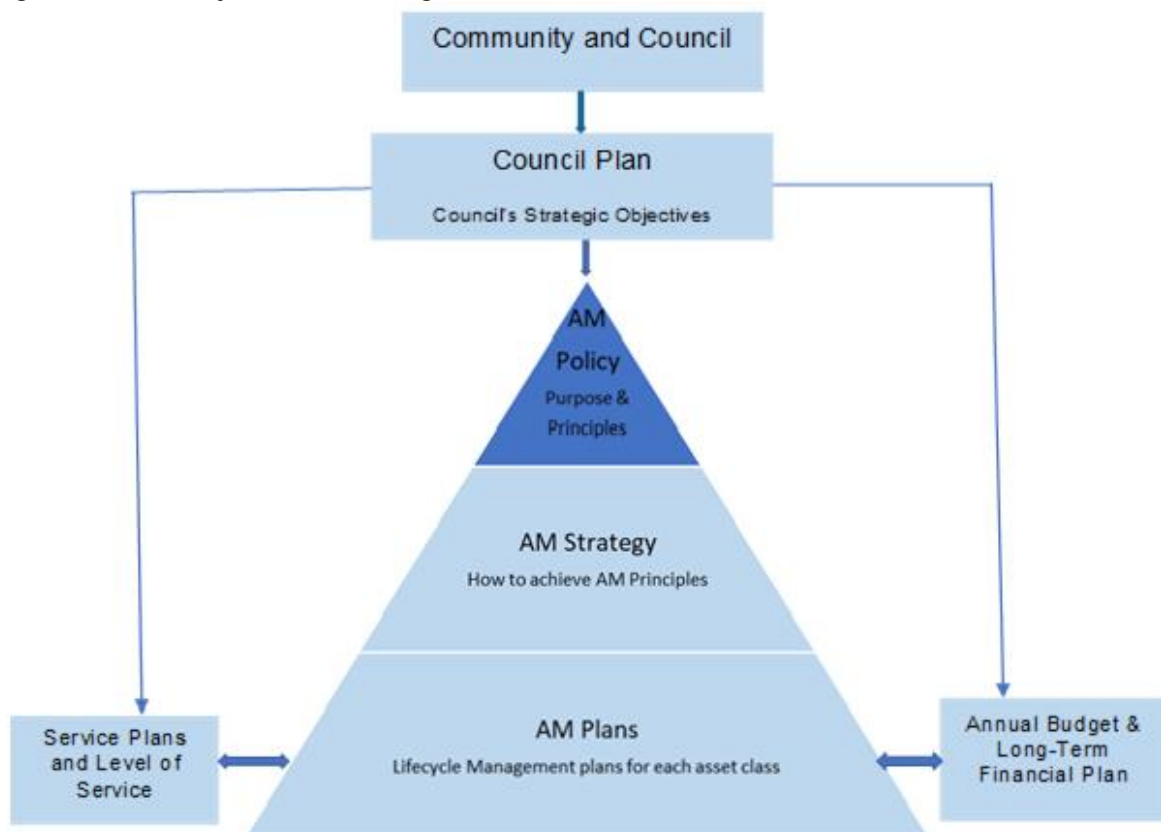 Community and Council
Council Plan
Council's Strategic Objectives
AM
Policy
Purpose &
Principles
AM Strategy
How to achieve AM Principles
AM Plans
Lifecycle Management plans for each asset class
Service Plans
and Level of
Service
Annual Budget &
Long-Term
Financial Plan